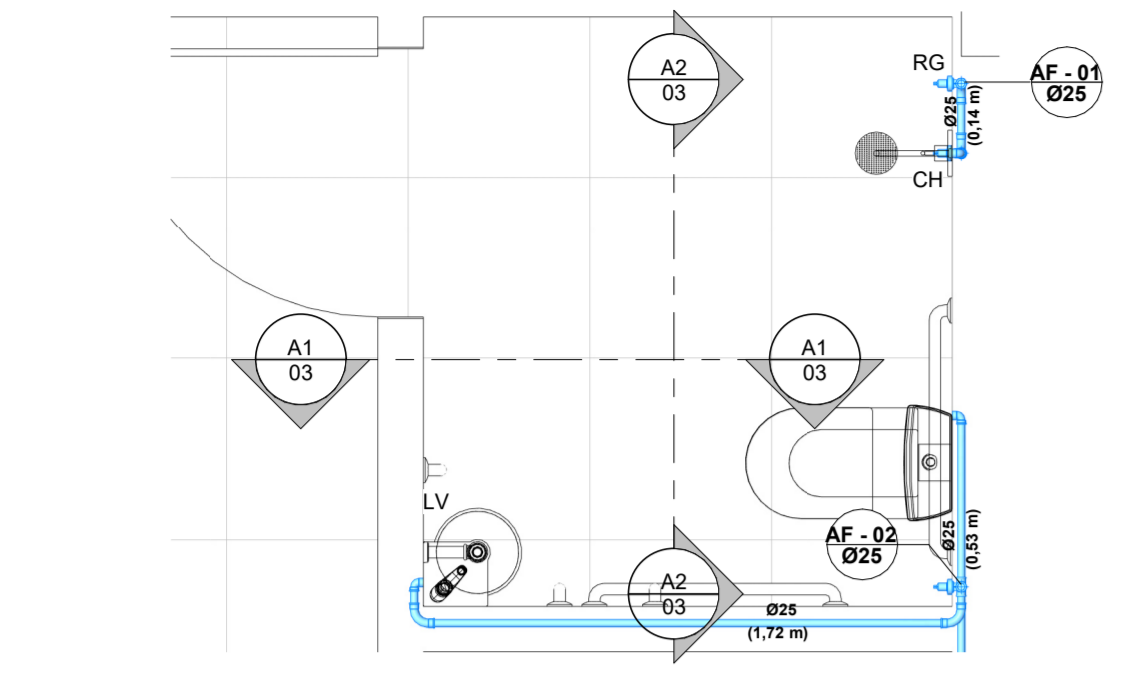 A2
03
RG
AF - 01
Ø25
Ø25
(0,14 m)
CH
A1
03
A1
03
LV
AF - 02
Ø25
Ø25
(0,53 m)
A2
03
Ø25
(1,72 m)